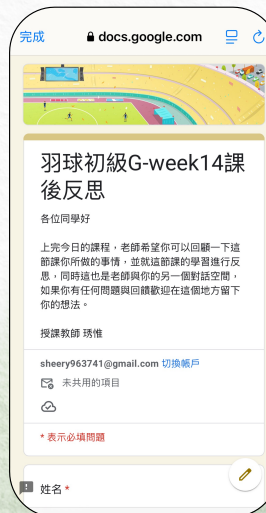 完成
docs.google.com
羽球初級G-week14課
後反思
各位同學好
上完今日的課程，老師希望你可以回顧一下這
節課你所做的事情，並就這節課的學習進行反
思，同時這也是老師與你的另一個對話空間，
如果你有任何問題與回饋歡迎在這個地方留下
你的想法。
授課教師 琇惟
sheery963741@gmail.com 切換帳戶
未共用的項目
* 表示必填問題
姓名 *